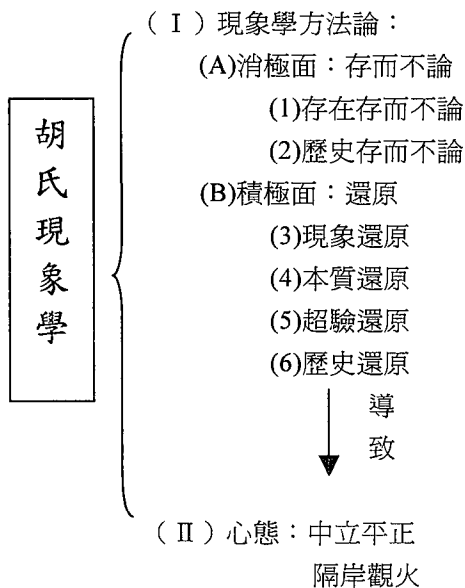 胡氏現象學
（Ⅰ）現象學方法論：
(A)消極面：存而不論
(1)存在存而不論
(2)歷史存而不論
(B)積極面：還原
(3)現象還原
(4)本質還原
(5)超驗還原
(6)歷史還原
導致
（Ⅱ）心態：中立平正
隔岸觀火